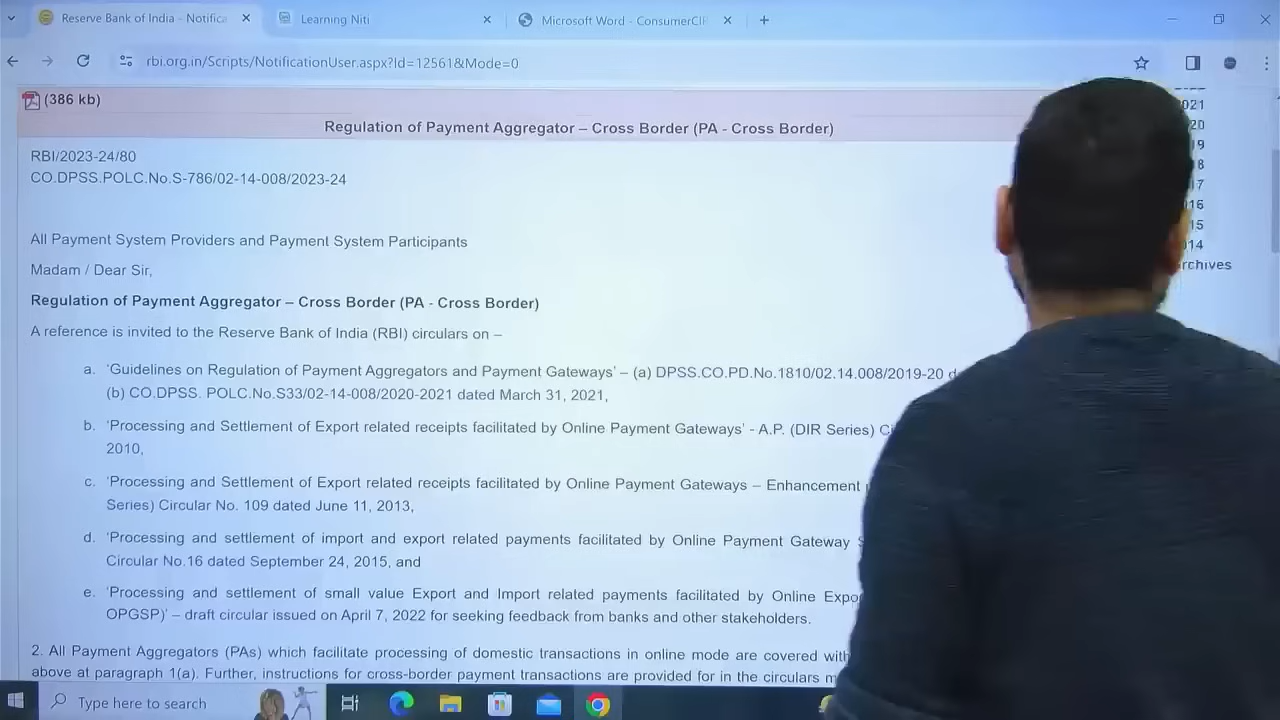 Reserve Bank of India - Notifica
Learning Niti
Microsoft Word - ConsumerCIF
rbi.org.in/Scripts/NotificationUser.aspx?Id=12561&Mode=0
(386 kb)
021
Regulation of Payment Aggregator – Cross Border (PA - Cross Border)
20
9
8
17
016
15
014
rchives
RBI/2023-24/80
CO.DPSS.POLC.No.S-786/02-14-008/2023-24
All Payment System Providers and Payment System Participants
Madam / Dear Sir,
Regulation of Payment Aggregator – Cross Border (PA - Cross Border)
A reference is invited to the Reserve Bank of India (RBI) circulars on –
a. 'Guidelines on Regulation of Payment Aggregators and Payment Gateways' – (a) DPSS.CO.PD.No.1810/02.14.008/2019-20 d
(b) CO.DPSS. POLC.No.S33/02-14-008/2020-2021 dated March 31, 2021,
b. 'Processing and Settlement of Export related receipts facilitated by Online Payment Gateways' - A.P. (DIR Series) Ci
2010,
c. 'Processing and Settlement of Export related receipts facilitated by Online Payment Gateways – Enhancement
Series) Circular No. 109 dated June 11, 2013,
d. 'Processing and settlement of import and export related payments facilitated by Online Payment Gateway S
Circular No.16 dated September 24, 2015, and
e. 'Processing and settlement of small value Export and Import related payments facilitated by Online Expo
OPGSP)' – draft circular issued on April 7, 2022 for seeking feedback from banks and other stakeholders.
2. All Payment Aggregators (PAs) which facilitate processing of domestic transactions in online mode are covered with
above at paragraph 1(a). Further, instructions for cross-border payment transactions are provided for in the circulars m
Type here to search